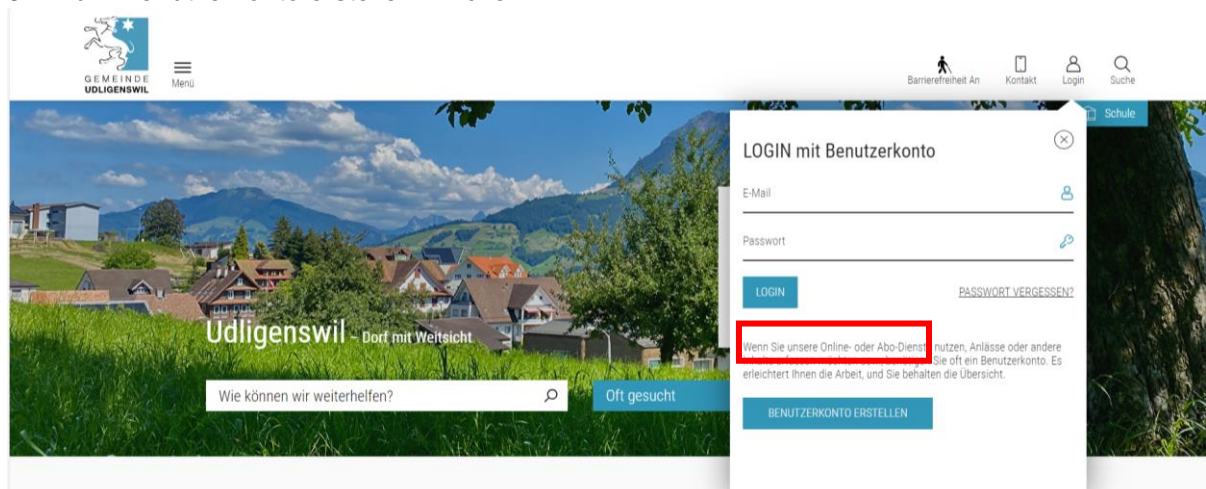 GEMEINDE
UDLIGENSWIL
Menü
Barrierefreiheit An
Kontakt
Login
Suche
Schule
LOGIN mit Benutzerkonto
E-Mail
Passwort
LOGIN
PASSWORT VERGESSEN?
Wenn Sie unsere Online- oder Abo-Dienste nutzen, Anlässe oder andere
Sie oft ein Benutzerkonto. Es
erleichtert Ihnen die Arbeit, und Sie behalten die Übersicht.
BENUTZERKONTO ERSTELLEN
Udligenswil – Dorf mit Weitsicht
Wie können wir weiterhelfen?
Oft gesucht